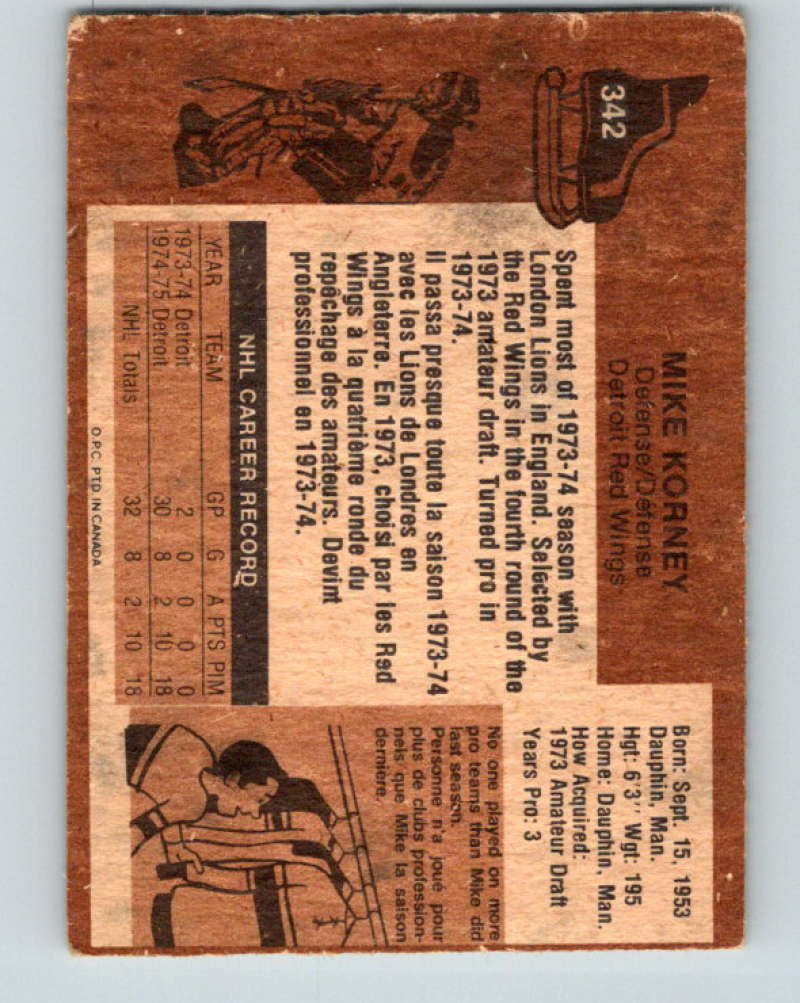 342
MIKE KORNEY
Defense/Défense
Detroit Red Wings
Born: Sept. 15, 1953
Dauphin, Man.
Hgt: 6'3" Wgt: 195
Home: Dauphin, Man.
How Acquired:
1973 Amateur Draft
Years Pro: 3
Spent most of 1973-74 season with
London Lions in England. Selected by
the Red Wings in the fourth round of the
1973 amateur draft. Turned pro in
1973-74.
Il passa presque toute la saison 1973-74
avec les Lions de Londres en
Angleterre. En 1973, choisi par les Red
Wings à la quatrième ronde du
repêchage des amateurs. Devint
professionnel en 1973-74.
NHL CAREER RECORD
YEAR TEAM GP G A PTS PIM
1973-74 Detroit 2 0 0 0 0
1974-75 Detroit 30 8 2 10 18
NHL Totals 32 8 2 10 18
No one played on more
pro teams than Mike did
last season.
Personne n'a joué pour
plus de clubs profession-
nels que Mike la saison
dernière.
O.P.C. PTD. IN CANADA